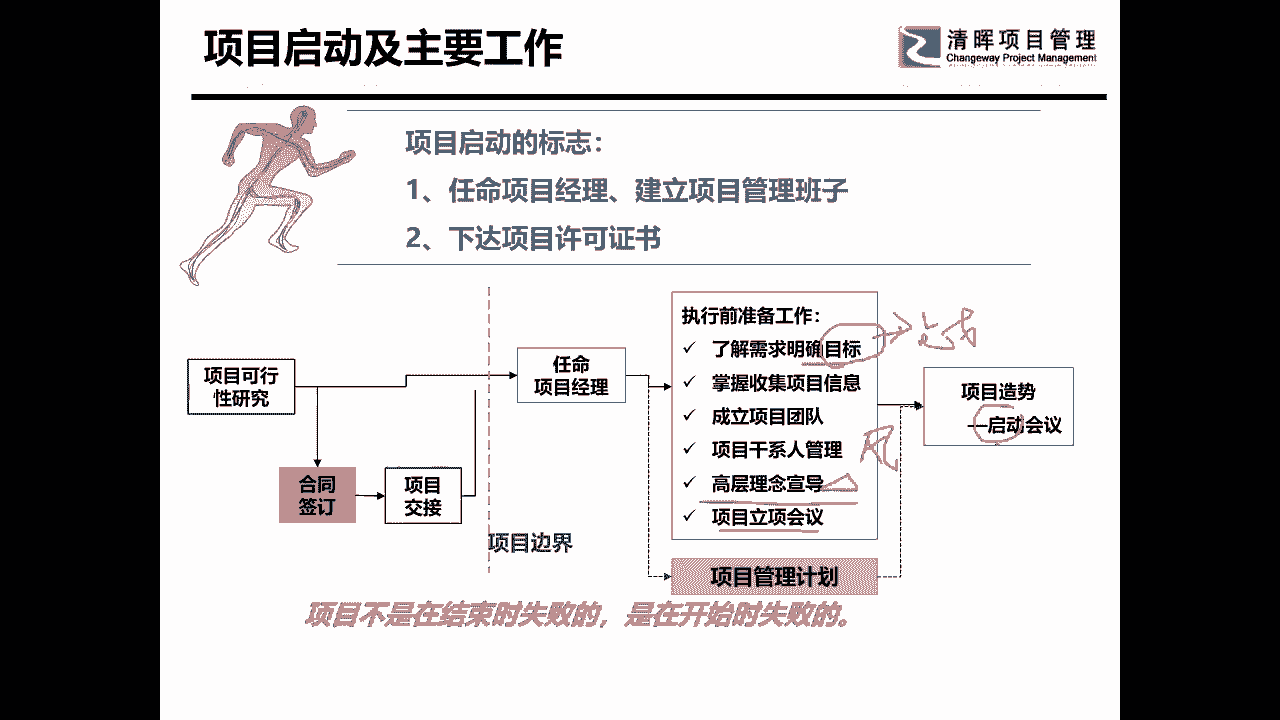 项目启动及主要工作
清晖项目管理
Changeway Project Management
项目启动的标志：
1、任命项目经理、建立项目管理班子
2、下达项目许可证书
项目可行
性研究
合同
签订
项目
交接
项目边界
任命
项目经理
执行前准备工作：
✓ 了解需求明确目标
✓ 掌握收集项目信息
✓ 成立项目团队
✓ 项目干系人管理
✓ 高层理念宣导
✓ 项目立项会议
项目管理计划
项目造势
—启动会议
项目不是在结束时失败的，是在开始时失败的。